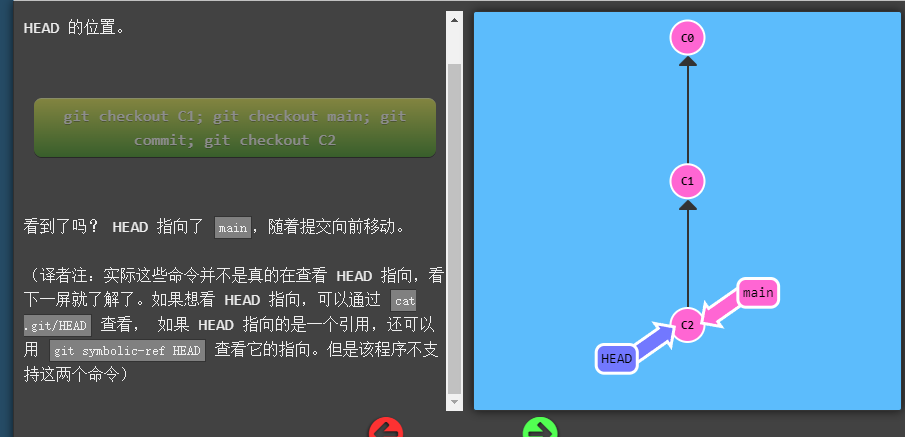 HEAD 的位置。
git checkout C1; git checkout main; git
commit; git checkout C2
看到了吗？ HEAD 指向了 main，随着提交向前移动。
（译者注：实际这些命令并不是真的在查看 HEAD 指向，看
下一屏就了解了。如果想看 HEAD 指向，可以通过 cat
.git/HEAD 查看， 如果 HEAD 指向的是一个引用，还可以
用 git symbolic-ref HEAD 查看它的指向。但是该程序不支
持这两个命令）
C0
C1
main
C2
HEAD